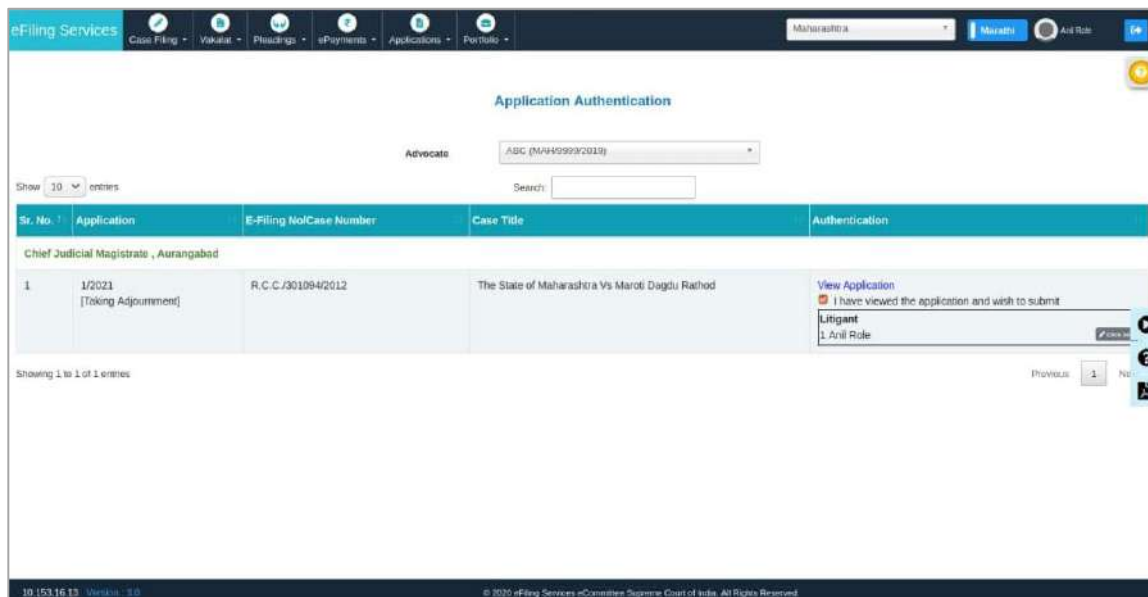 eFiling Services
Case Filing
Vakalat
Pleadings
ePayments
Applications
Portfolio
Maharashtra
Marathi
Anil Role
Application Authentication
Advocate
ABC (MAH/9999/2019)
Show 10 entries
Search:
Sr. No.
Application
E-Filing No/Case Number
Case Title
Authentication
Chief Judicial Magistrate , Aurangabad
1
1/2021
[Taking Adjournment]
R.C.C./301094/2012
The State of Maharashtra Vs Maroti Dagdu Rathod
View Application
I have viewed the application and wish to submit
Litigant
1 Anil Role
Showing 1 to 1 of 1 entries
Previous
1
10.153.16.13 Version : 3.0
© 2020 eFiling Services eCommittee Supreme Court of India. All Rights Reserved